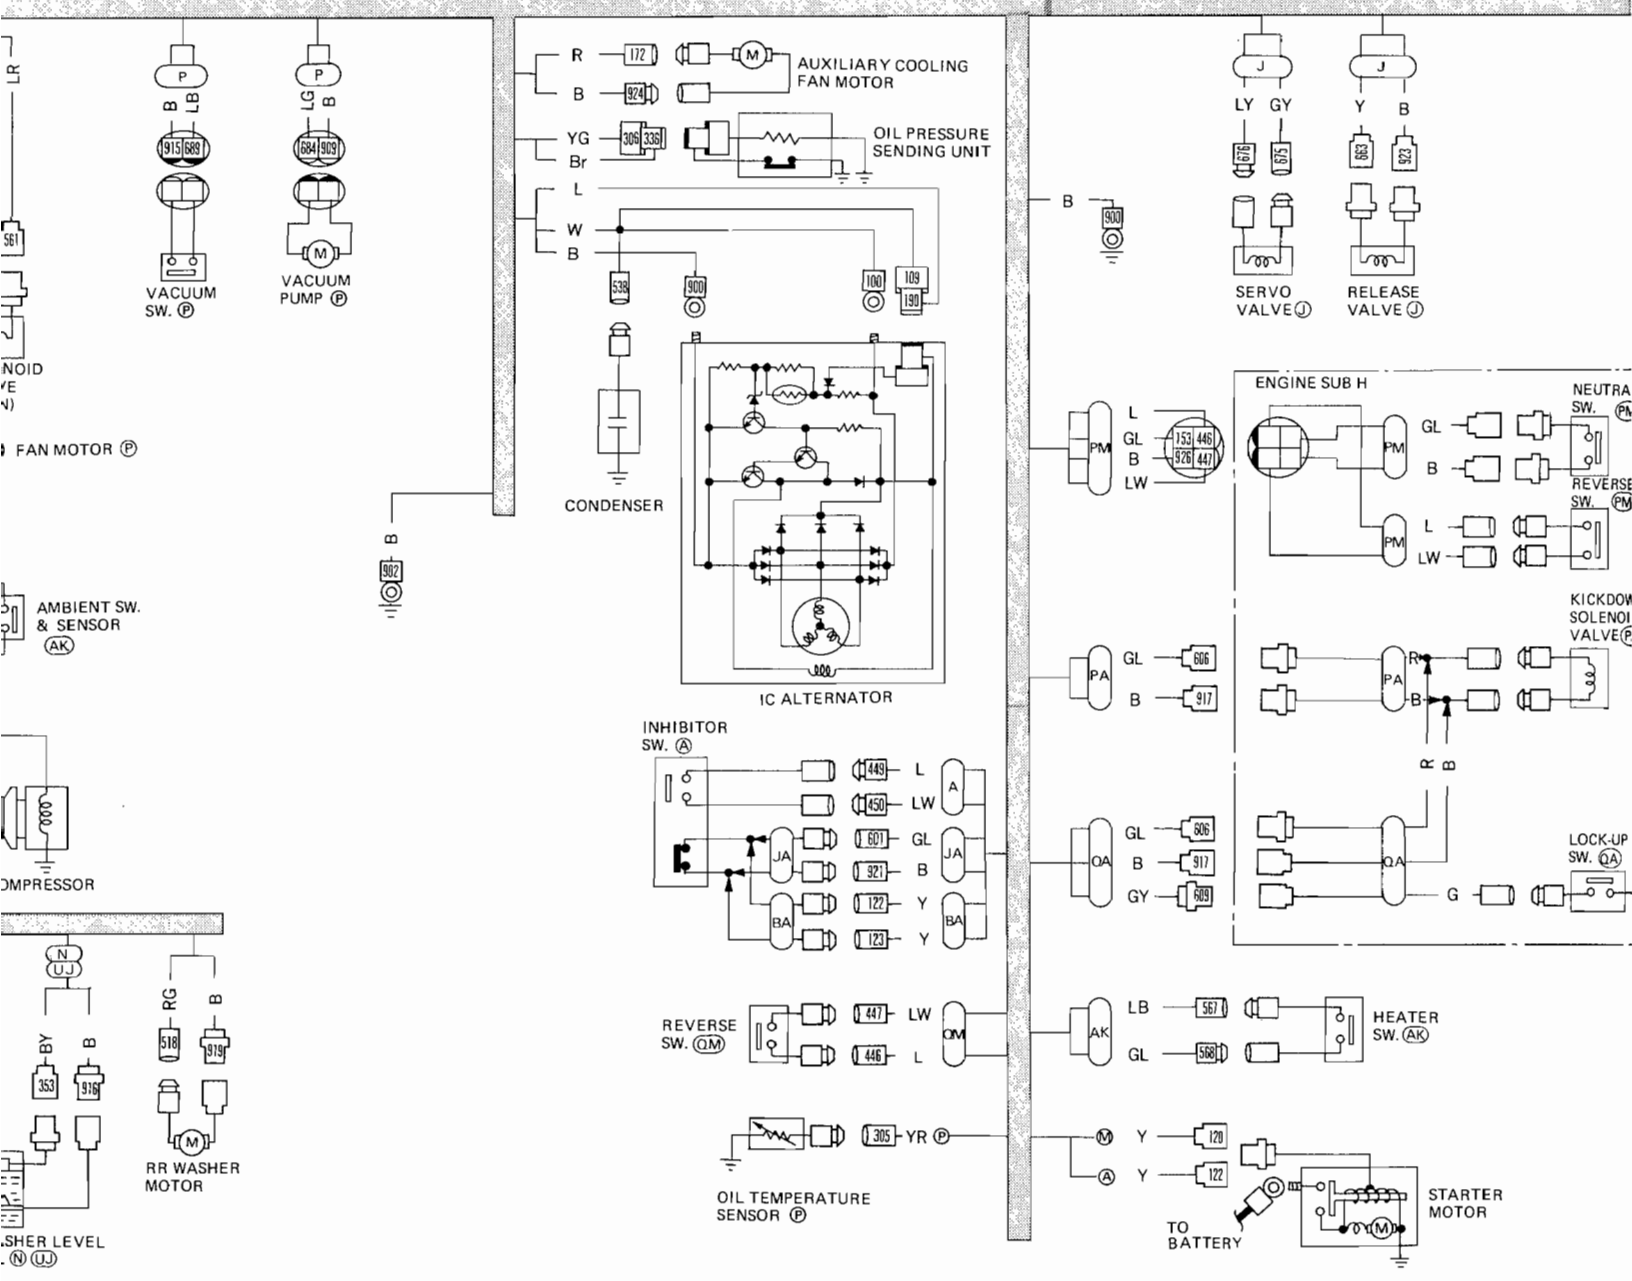 LR
561
NOID
FAN MOTOR Ⓟ
AMBIENT SW.
& SENSOR
AK
OMPRESSOR
P
B
LB
915 689
VACUUM
SW. Ⓟ
P
LG
B
684 909
M
VACUUM
PUMP Ⓟ
B
902
R
172
M
B
924
AUXILIARY COOLING
FAN MOTOR
YG
306 336
Br
OIL PRESSURE
SENDING UNIT
L
W
B
538
900
100
109
190
CONDENSER
IC ALTERNATOR
INHIBITOR
SW. Ⓐ
449
L
450
LW
A
JA
601
GL
921
B
JA
BA
122
Y
123
Y
BA
REVERSE
SW. QM
447
LW
446
L
QM
305
YR Ⓟ
OIL TEMPERATURE
SENSOR Ⓟ
N
UJ
BY
B
353
916
SHER LEVEL
Ⓝ UJ
RG
B
518
919
M
RR WASHER
MOTOR
B
900
J
LY
GY
676
675
SERVO
VALVE Ⓙ
J
Y
B
663
923
RELEASE
VALVE Ⓙ
PM
L
GL
B
LW
153 446
926 447
ENGINE SUB H
PM
GL
B
NEUTRA
SW.
PM
REVERSE
SW. PM
PM
L
LW
PA
GL
606
B
917
PA
R
B
KICKDOW
SOLENOI
VALVE
R
B
QA
GL
606
B
917
GY
609
QA
G
LOCK-UP
SW. QA
AK
LB
567
GL
568
HEATER
SW. AK
Ⓜ
Y
120
Ⓐ
Y
122
TO
BATTERY
M
STARTER
MOTOR